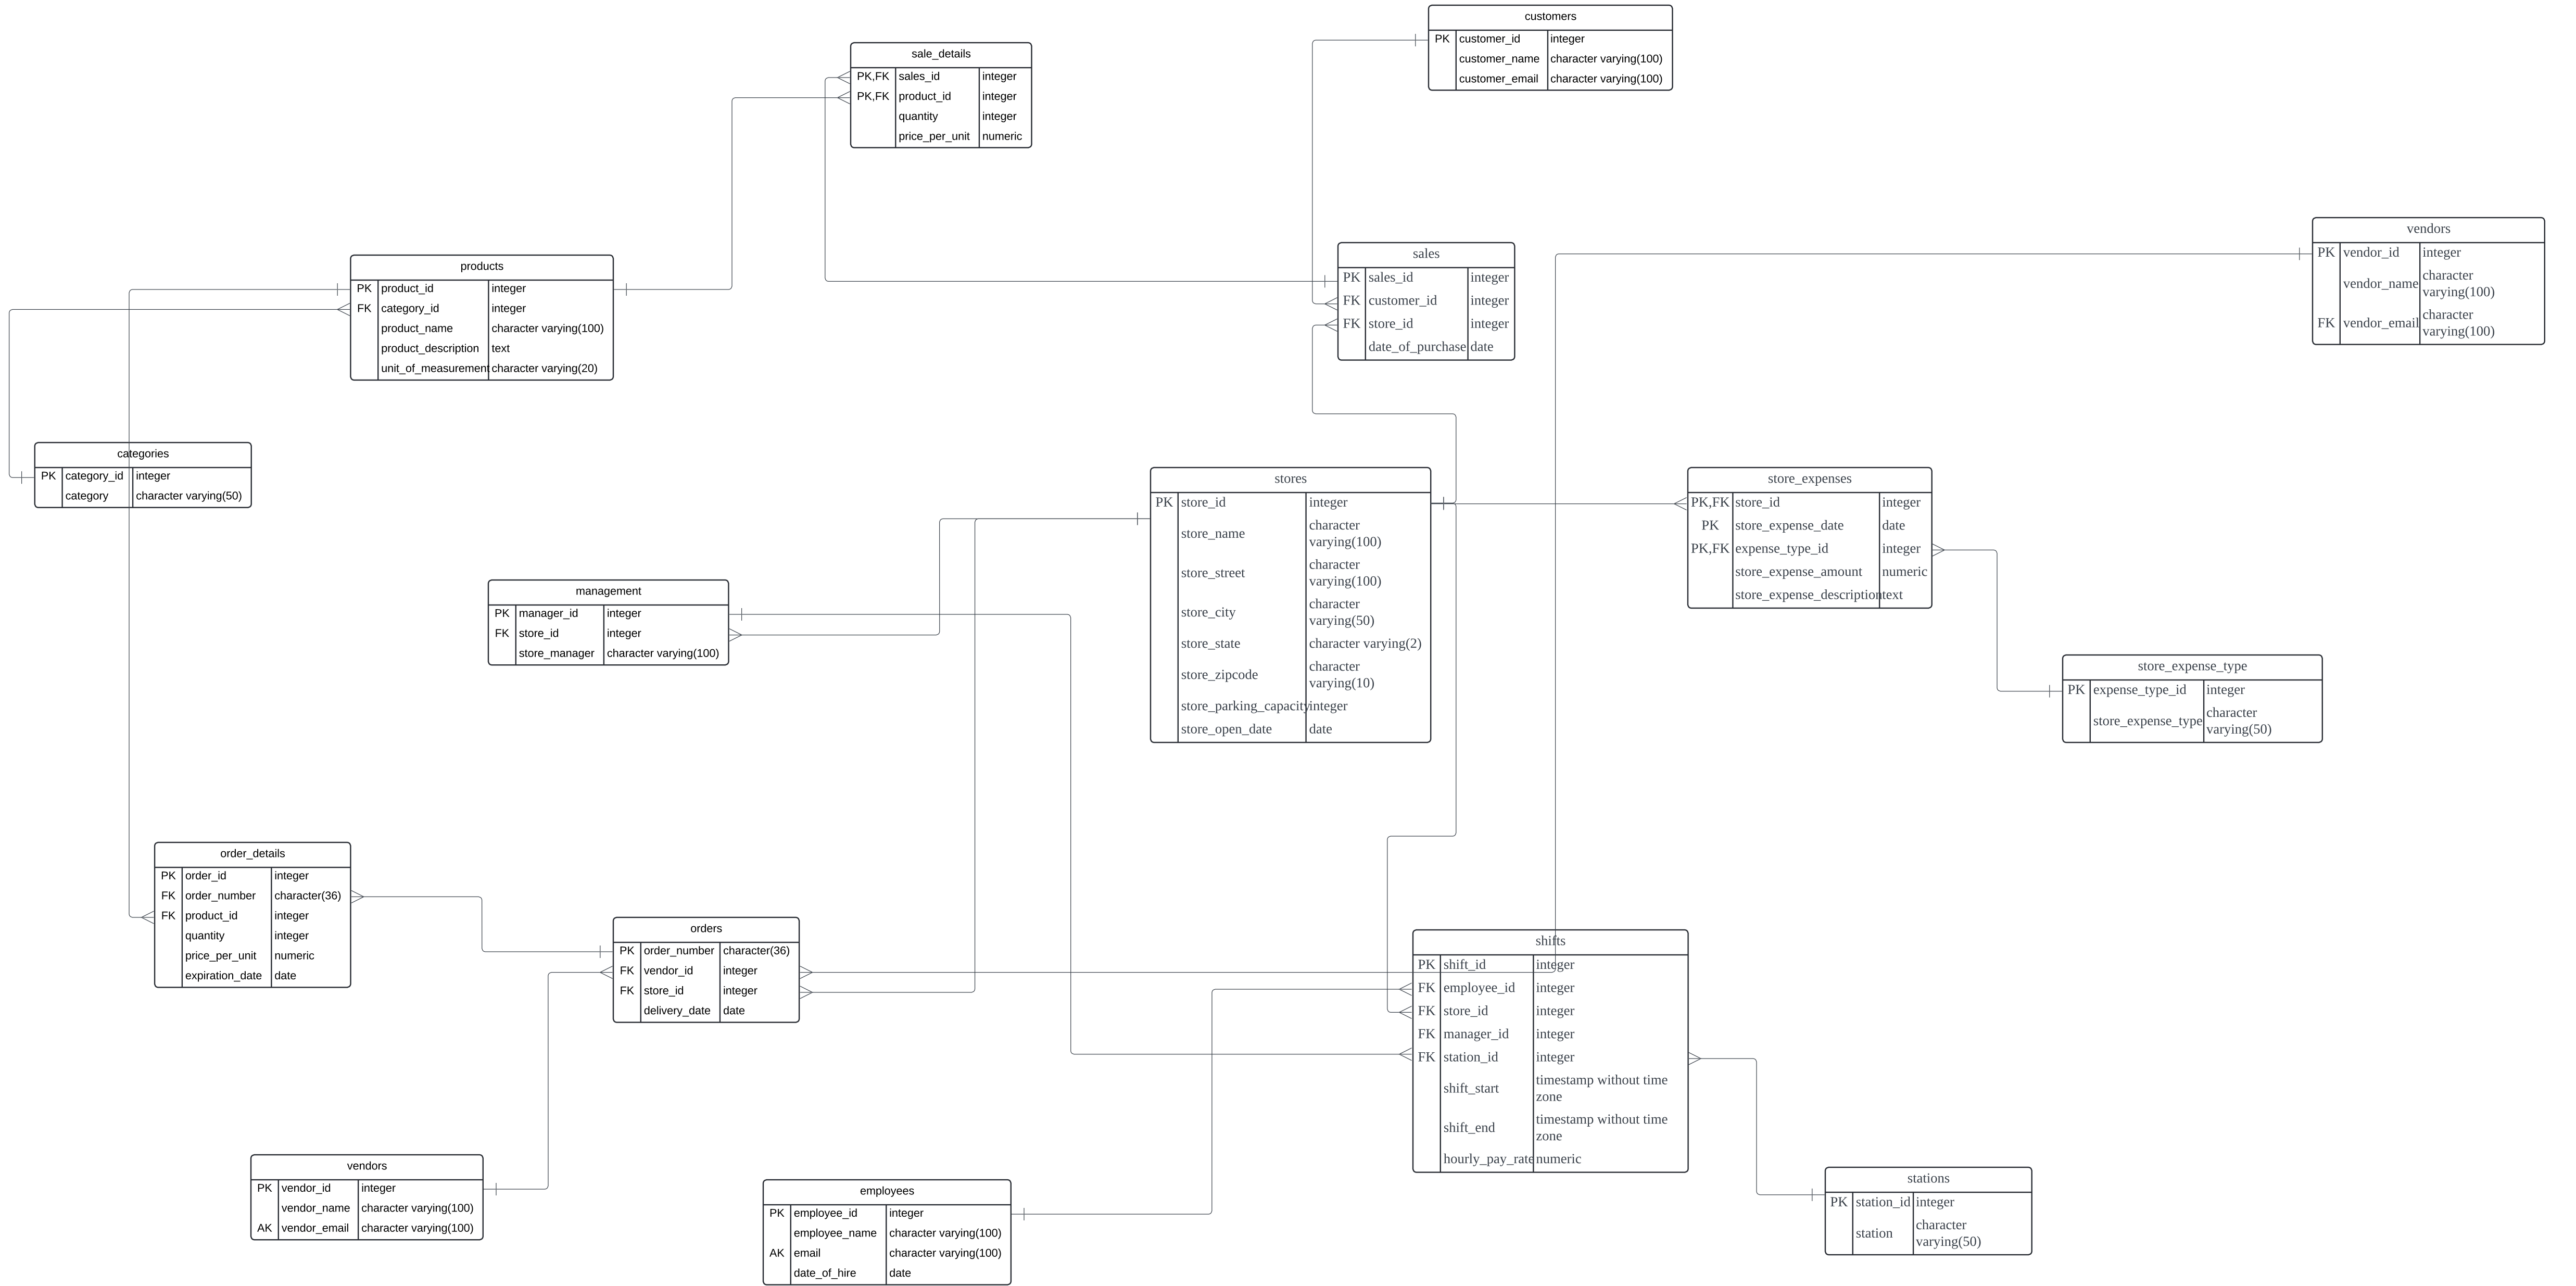 customers
PK customer_id integer
customer_name character varying(100)
customer_email character varying(100)
sale_details
PK,FK sales_id integer
PK,FK product_id integer
quantity integer
price_per_unit numeric
vendors
PK vendor_id integer
vendor_name character
varying(100)
FK vendor_email character
varying(100)
sales
PK sales_id integer
FK customer_id integer
FK store_id integer
date_of_purchase date
products
PK product_id integer
FK category_id integer
product_name character varying(100)
product_description text
unit_of_measurement character varying(20)
categories
PK category_id integer
category character varying(50)
stores
PK store_id integer
store_name character
varying(100)
store_street character
varying(100)
store_city character
varying(50)
store_state character varying(2)
store_zipcode character
varying(10)
store_parking_capacity integer
store_open_date date
store_expenses
PK,FK store_id integer
PK store_expense_date date
PK,FK expense_type_id integer
store_expense_amount numeric
store_expense_description text
management
PK manager_id integer
FK store_id integer
store_manager character varying(100)
store_expense_type
PK expense_type_id integer
store_expense_type character
varying(50)
order_details
PK order_id integer
FK order_number character(36)
FK product_id integer
quantity integer
price_per_unit numeric
expiration_date date
orders
PK order_number character(36)
FK vendor_id integer
FK store_id integer
delivery_date date
shifts
PK shift_id integer
FK employee_id integer
FK store_id integer
FK manager_id integer
FK station_id integer
shift_start timestamp without time
zone
shift_end timestamp without time
zone
hourly_pay_rate numeric
vendors
PK vendor_id integer
vendor_name character varying(100)
AK vendor_email character varying(100)
employees
PK employee_id integer
employee_name character varying(100)
AK email character varying(100)
date_of_hire date
stations
PK station_id integer
station character
varying(50)